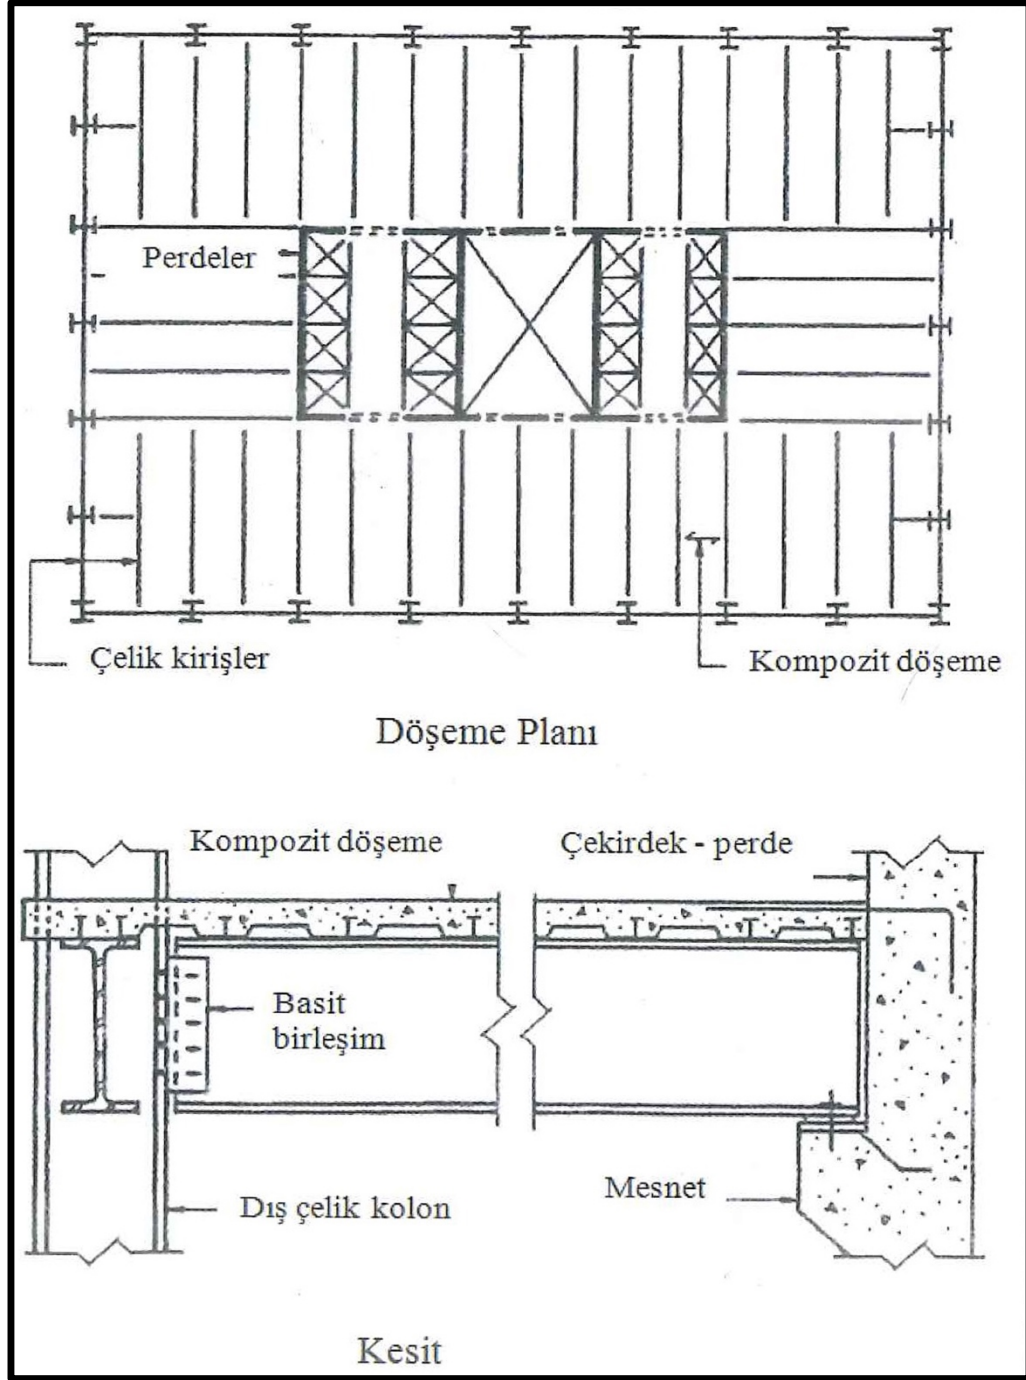 Perdeler
Çelik kirişler
Kompozit döşeme
Döşeme Planı
Kompozit döşeme
Çekirdek - perde
Basit
birleşim
Mesnet
Dış çelik kolon
Kesit